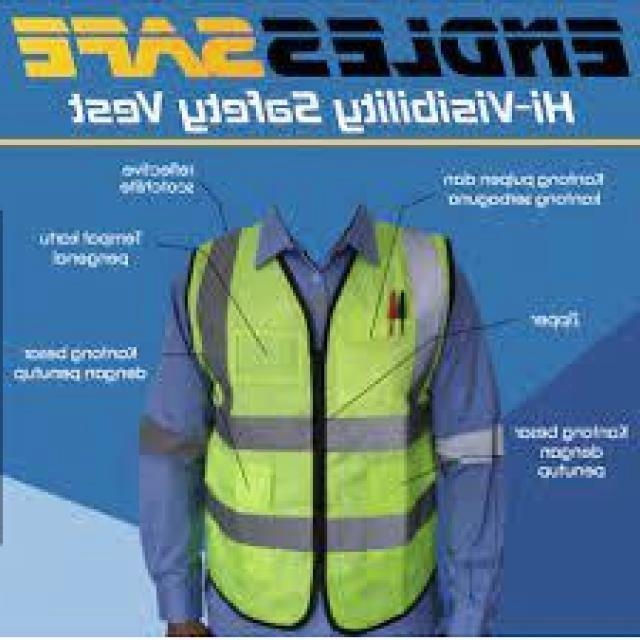 ENDLESSSAFE
Hi-Visibility Safety Vest
reflective
scotchlite
Kantong pulpen dan
kantong serbaguna
Tempat kartu
pengenal
Zipper
Kantong besar
dengan penutup
Kantong besar
dengan
penutup